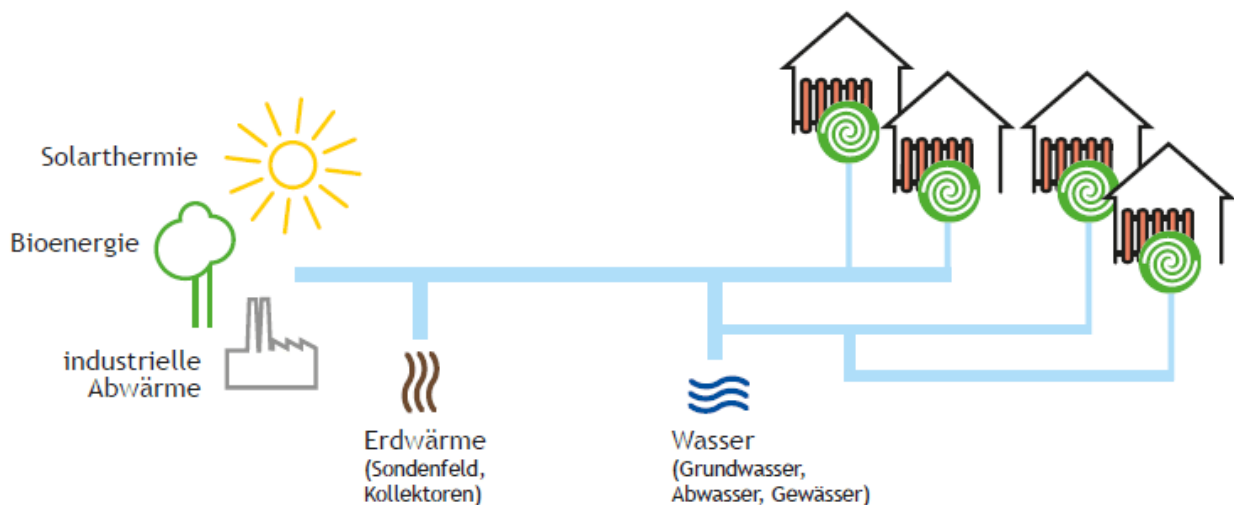 Solarthermie
Bioenergie
industrielle
Abwärme
Erdwärme
(Sondenfeld,
Kollektoren)
Wasser
(Grundwasser,
Abwasser, Gewässer)